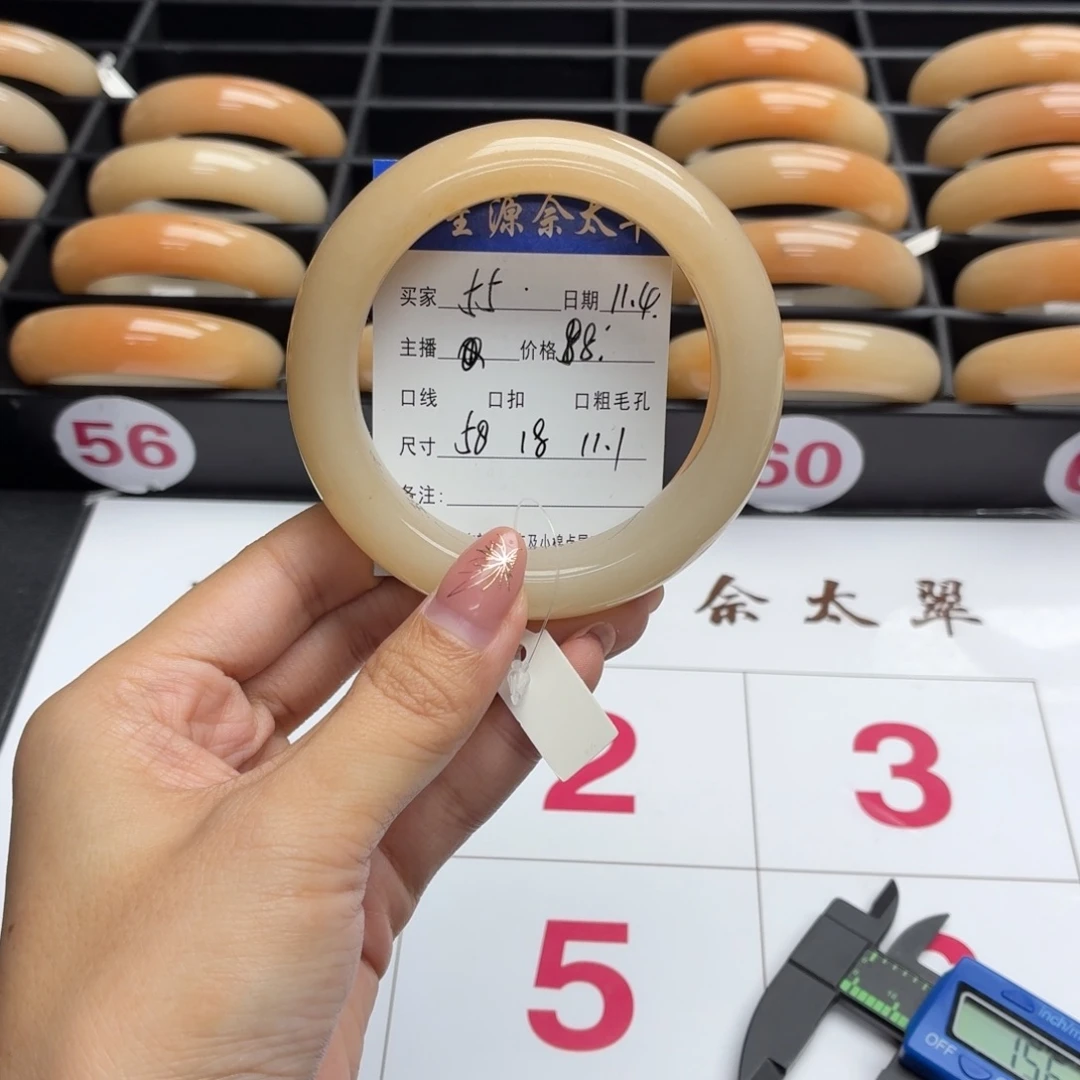 源佘太
买家 55. 日期 11.4.
主播 价格 88.
口线 口扣 口粗毛孔
尺寸 58 18 11.1
备注:
56
60
佘太翠
2
3
5
OFF inch/m